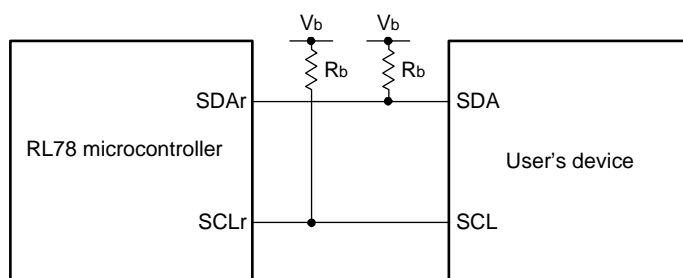 Vb Vb
Rb Rb
SDAr SDA
RL78 microcontroller User's device
SCLr SCL